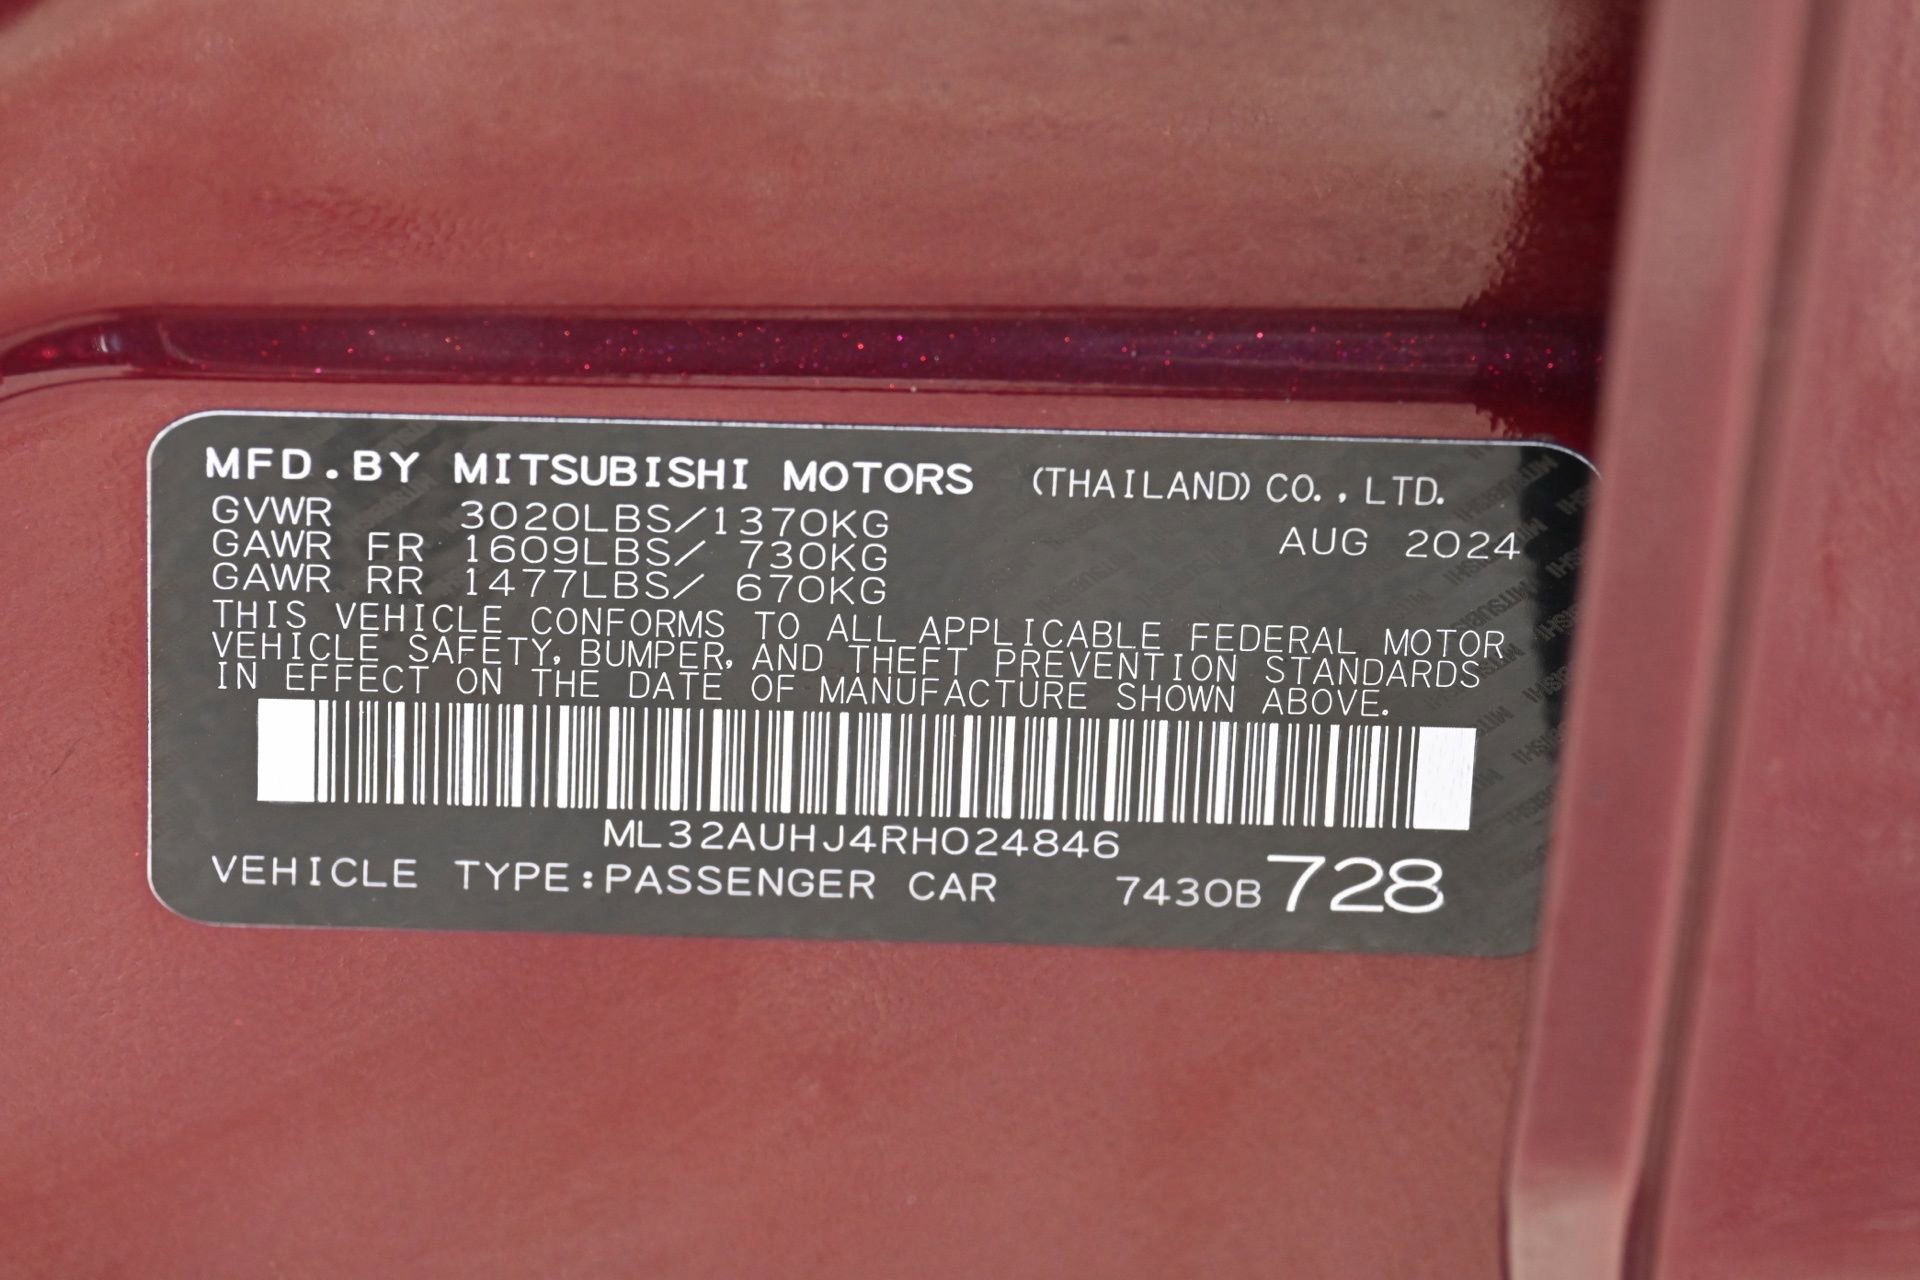 MFD.BY MITSUBISHI MOTORS (THAILAND) CO.,LTD.
GVWR 3020LBS/1370KG
AUG 2024
GAWR FR 1609LBS/ 730KG
GAWR RR 1477LBS/ 670KG
THIS VEHICLE CONFORMS TO ALL APPLICABLE FEDERAL MOTOR
VEHICLE SAFETY, BUMPER, AND THEFT PREVENTION STANDARDS
IN EFFECT ON THE DATE OF MANUFACTURE SHOWN ABOVE.
ML32AUHJ4RH024846
VEHICLE TYPE:PASSENGER CAR 7430B 728